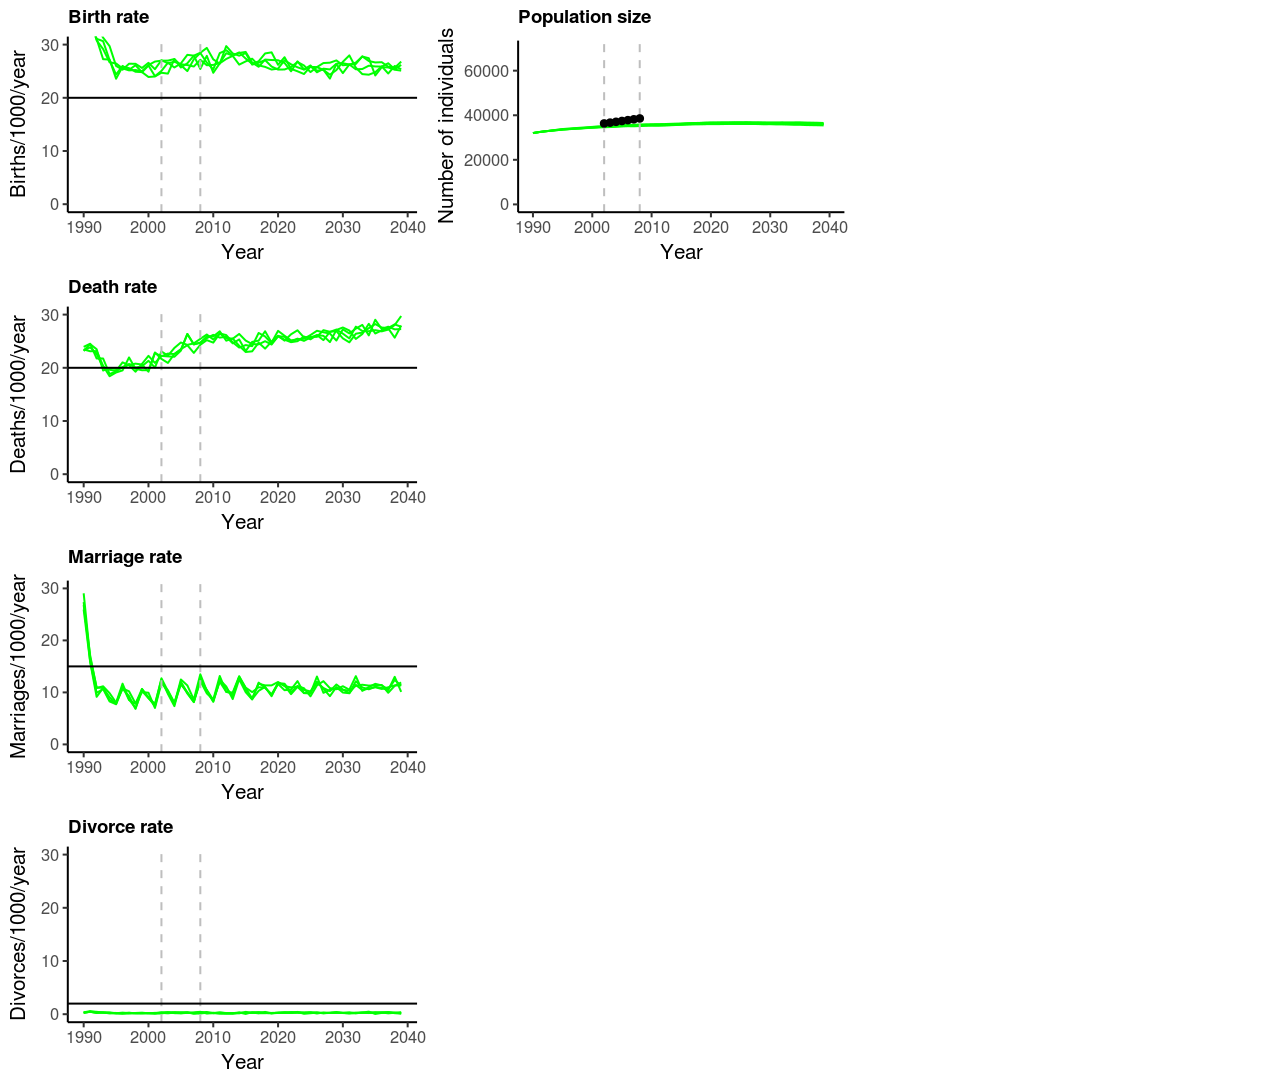 Birth rate
Births/1000/year
30
20
10
0
1990 2000 2010 2020 2030 2040
Year
Population size
Number of individuals
60000
40000
20000
0
1990 2000 2010 2020 2030 2040
Year
Death rate
Deaths/1000/year
30
20
10
0
1990 2000 2010 2020 2030 2040
Year
Marriage rate
Marriages/1000/year
30
20
10
0
1990 2000 2010 2020 2030 2040
Year
Divorce rate
Divorces/1000/year
30
20
10
0
1990 2000 2010 2020 2030 2040
Year